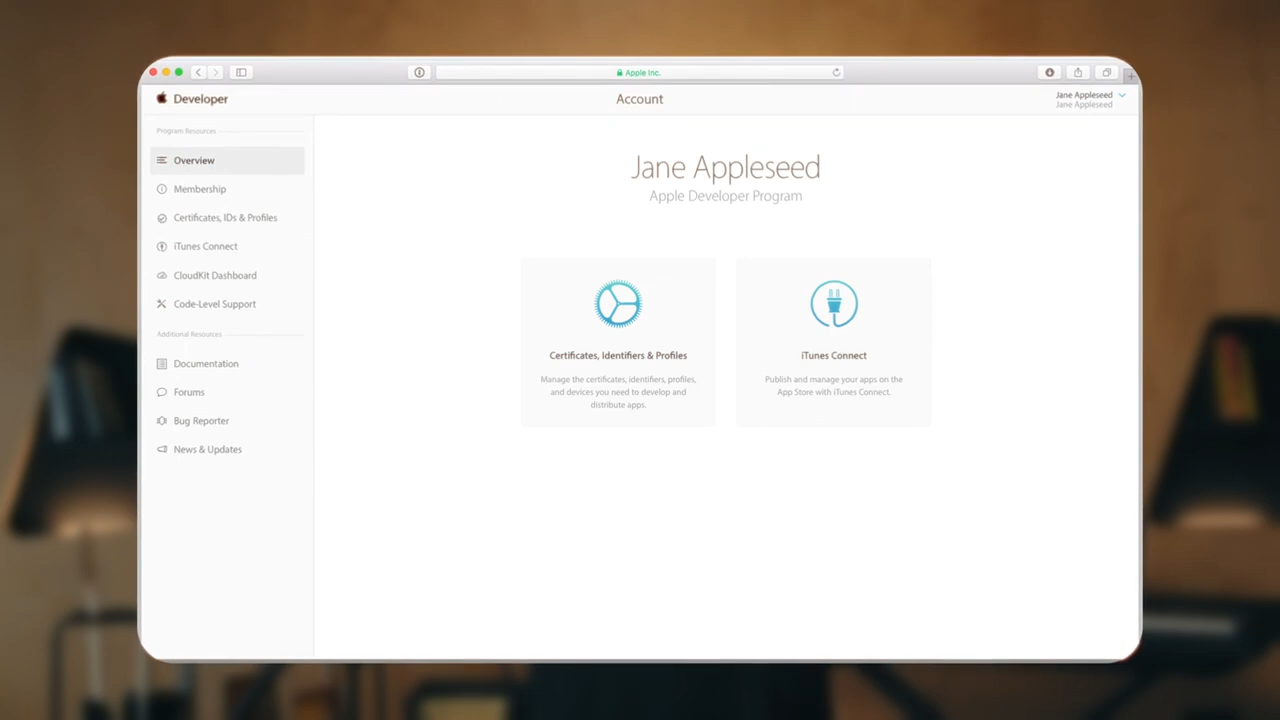 Apple Inc.
Developer
Account
Jane Appleseed
Jane Appleseed
Program Resources
Overview
Membership
Certificates, IDs & Profiles
iTunes Connect
CloudKit Dashboard
Code-Level Support
Additional Resources
Documentation
Forums
Bug Reporter
News & Updates
Jane Appleseed
Apple Developer Program
Certificates, Identifiers & Profiles
Manage the certificates, identifiers, profiles,
and devices you need to develop and
distribute apps.
iTunes Connect
Publish and manage your apps on the
App Store with iTunes Connect.